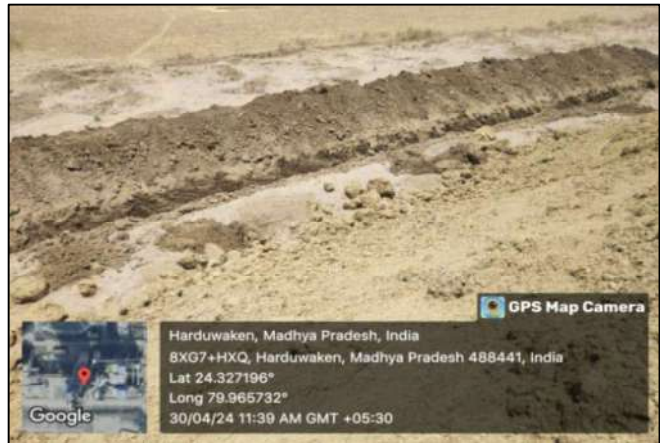 GPS Map Camera
Harduwaken, Madhya Pradesh, India
8XG7+HXQ, Harduwaken, Madhya Pradesh 488441, India
Lat 24.327196°
Long 79.965732°
30/04/24 11:39 AM GMT +05:30
Google